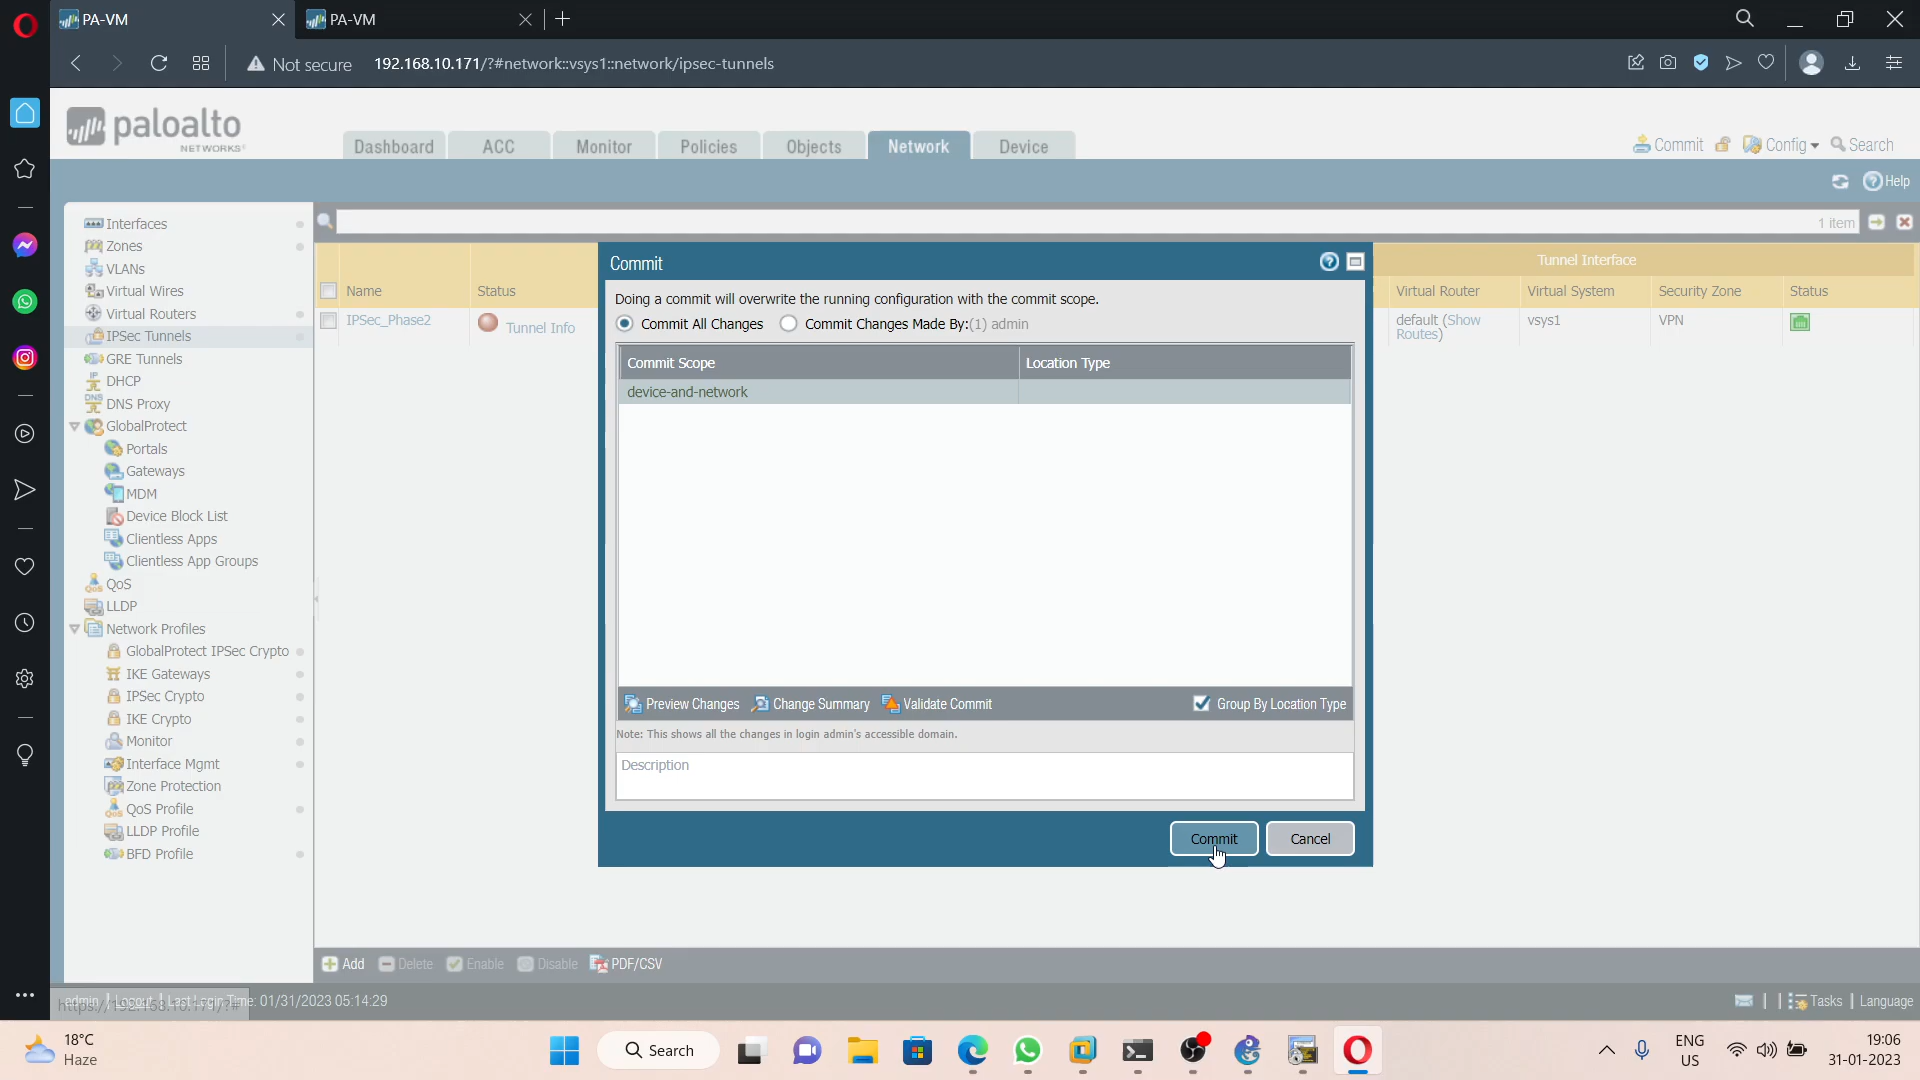 PA-VM
PA-VM
Not secure
192.168.10.171/?#network::vsys1::network/ipsec-tunnels
paloalto
NETWORKS
Dashboard
ACC
Monitor
Policies
Objects
Network
Device
Commit
Config
Search
Help
1 item
Interfaces
Zones
VLANs
Virtual Wires
Virtual Routers
IPSec Tunnels
GRE Tunnels
DHCP
DNS Proxy
GlobalProtect
Portals
Gateways
MDM
Device Block List
Clientless Apps
Clientless App Groups
QoS
LLDP
Network Profiles
GlobalProtect IPSec Crypto
IKE Gateways
IPSec Crypto
IKE Crypto
Monitor
Interface Mgmt
Zone Protection
QoS Profile
LLDP Profile
BFD Profile
Name
Status
IPSec_Phase2
Tunnel Info
Commit
Doing a commit will overwrite the running configuration with the commit scope.
Commit All Changes
Commit Changes Made By:(1) admin
Commit Scope
Location Type
device-and-network
Preview Changes
Change Summary
Validate Commit
Group By Location Type
Note: This shows all the changes in login admin's accessible domain.
Description
Commit
Cancel
Tunnel Interface
Virtual Router
Virtual System
Security Zone
Status
default (Show
Routes)
vsys1
VPN
Add
Delete
Enable
Disable
PDF/CSV
admin | Logout | Last Login Time: 01/31/2023 05:14:29
https://192.168.10.171/?#
Tasks
Language
18°C
Haze
Search
ENG
US
19:06
31-01-2023